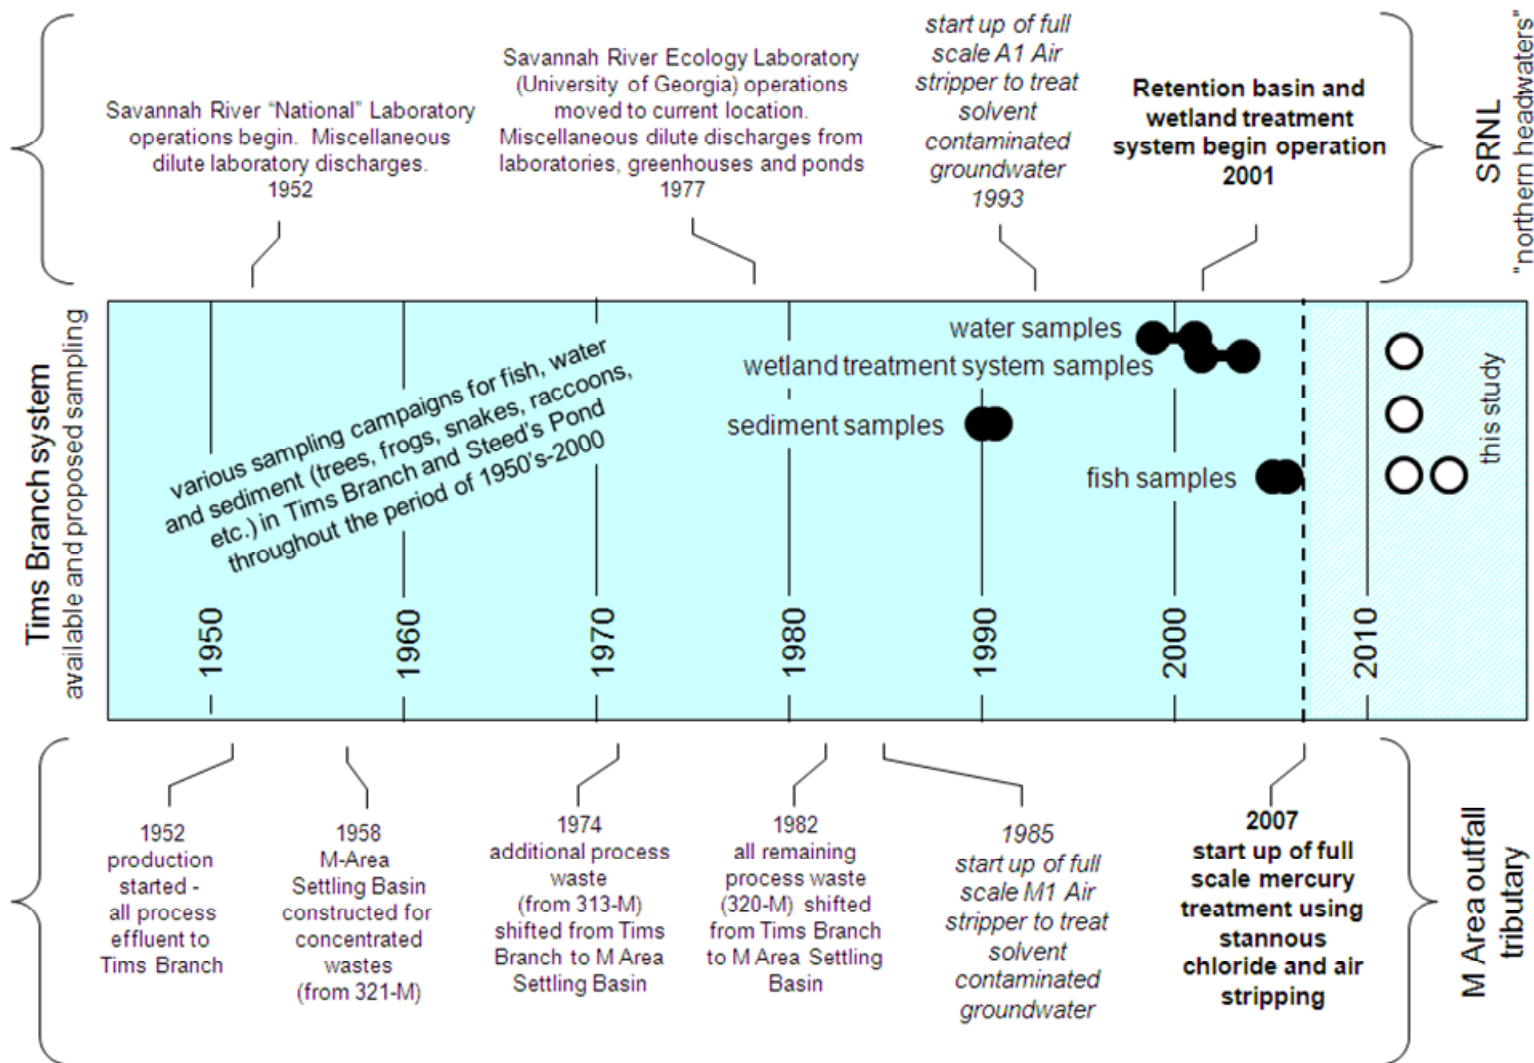 Savannah River “National” Laboratory
operations begin. Miscellaneous
dilute laboratory discharges.
1952
Savannah River Ecology Laboratory
(University of Georgia) operations
moved to current location.
Miscellaneous dilute discharges from
laboratories, greenhouses and ponds
1977
start up of full
scale A1 Air
stripper to treat
solvent
contaminated
groundwater
1993
Retention basin and
wetland treatment
system begin operation
2001
SRNL
"northern headwaters"
Tims Branch system
available and proposed sampling
various sampling campaigns for fish, water
and sediment (trees, frogs, snakes, raccoons,
etc.) in Tims Branch and Steed's Pond
throughout the period of 1950's-2000
water samples
wetland treatment system samples
sediment samples
fish samples
this study
1950
1960
1970
1980
1990
2000
2010
1952
production
started -
all process
effluent to
Tims Branch
1958
M-Area
Settling Basin
constructed for
concentrated
wastes
(from 321-M)
1974
additional process
waste
(from 313-M)
shifted from Tims
Branch to M Area
Settling Basin
1982
all remaining
process waste
(320-M) shifted
from Tims Branch
to M Area Settling
Basin
1985
start up of full
scale M1 Air
stripper to treat
solvent
contaminated
groundwater
2007
start up of full
scale mercury
treatment using
stannous
chloride and air
stripping
M Area outfall
tributary